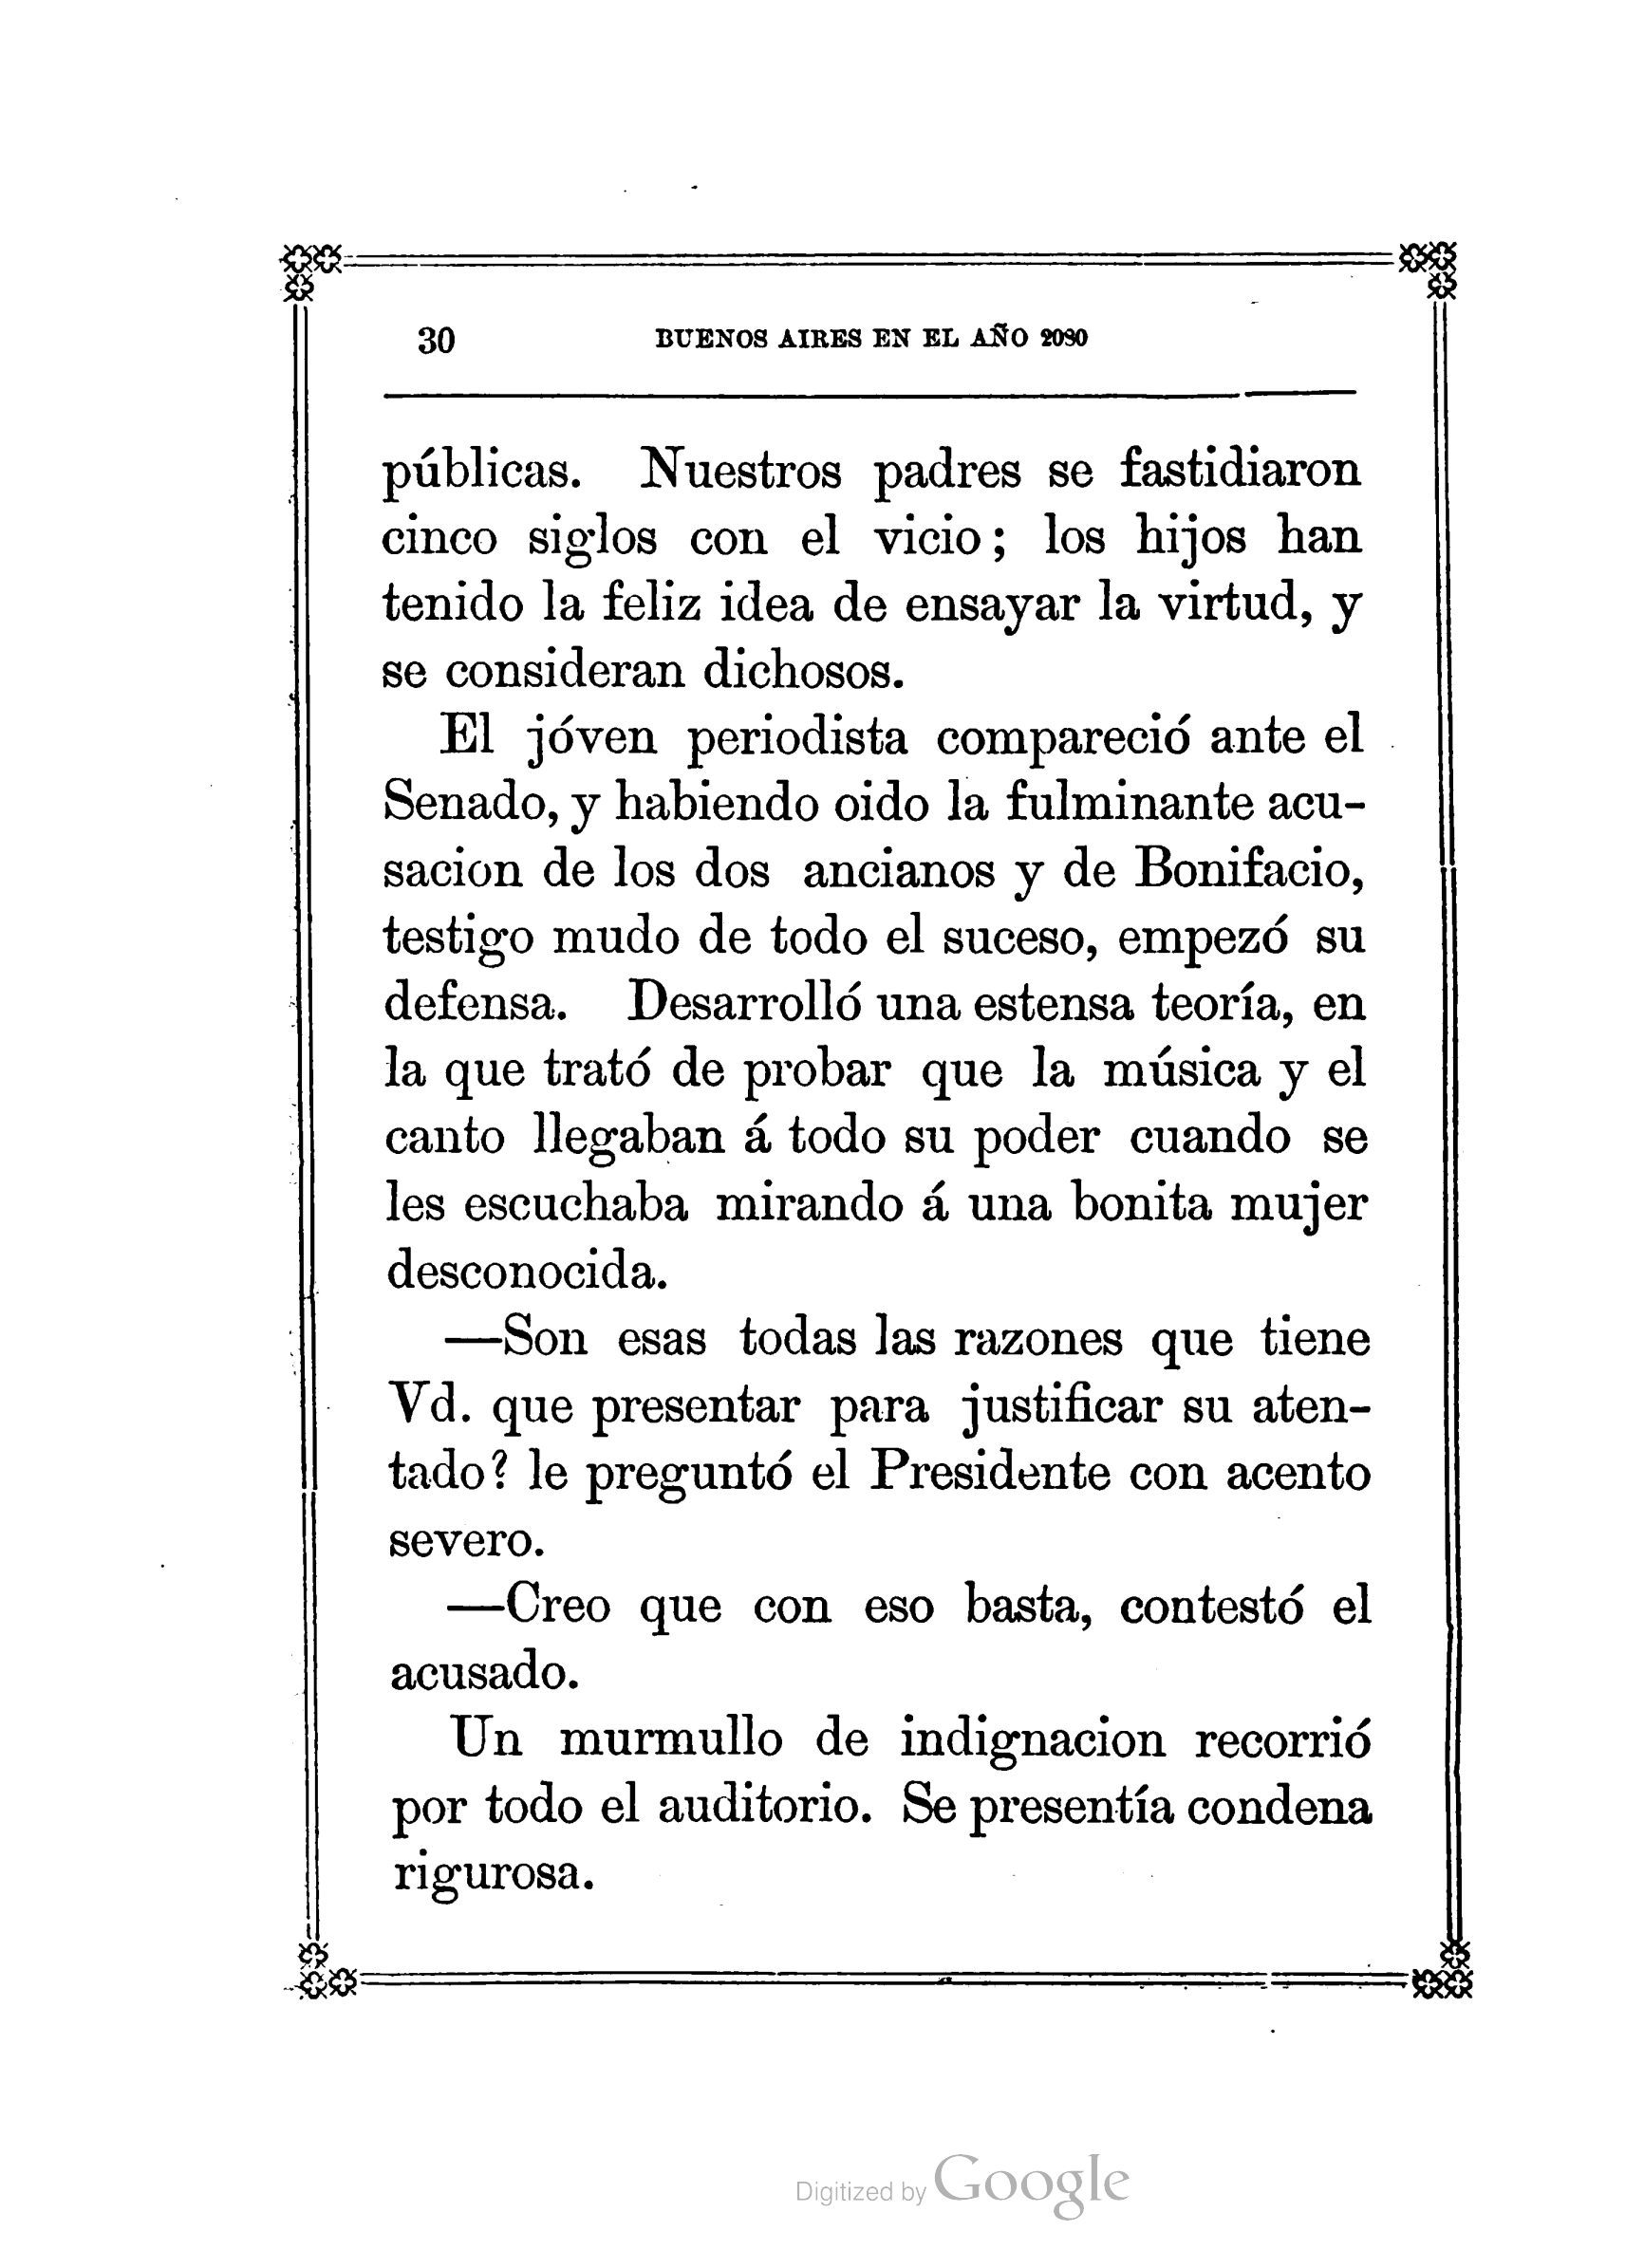 30 BUENOS AIRES EN EL AÑO 2080
públicas. Nuestros padres se fastidiaron
cinco siglos con el vicio; los hijos han
tenido la feliz idea de ensayar la virtud, y
se consideran dichosos.
El jóven periodista compareció ante el
Senado, y habiendo oido la fulminante acu-
sacion de los dos ancianos y de Bonifacio,
testigo mudo de todo el suceso, empezó su
defensa. Desarrolló una estensa teoría, en
la que trató de probar que la música y el
canto llegaban á todo su poder cuando se
les escuchaba mirando á una bonita mujer
desconocida.
—Son esas todas las razones que tiene
Vd. que presentar para justificar su aten-
tado? le preguntó el Presidente con acento
severo.
—Creo que con eso basta, contestó el
acusado.
Un murmullo de indignacion recorrió
por todo el auditorio. Se presentía condena
rigurosa.
Digitized by Google